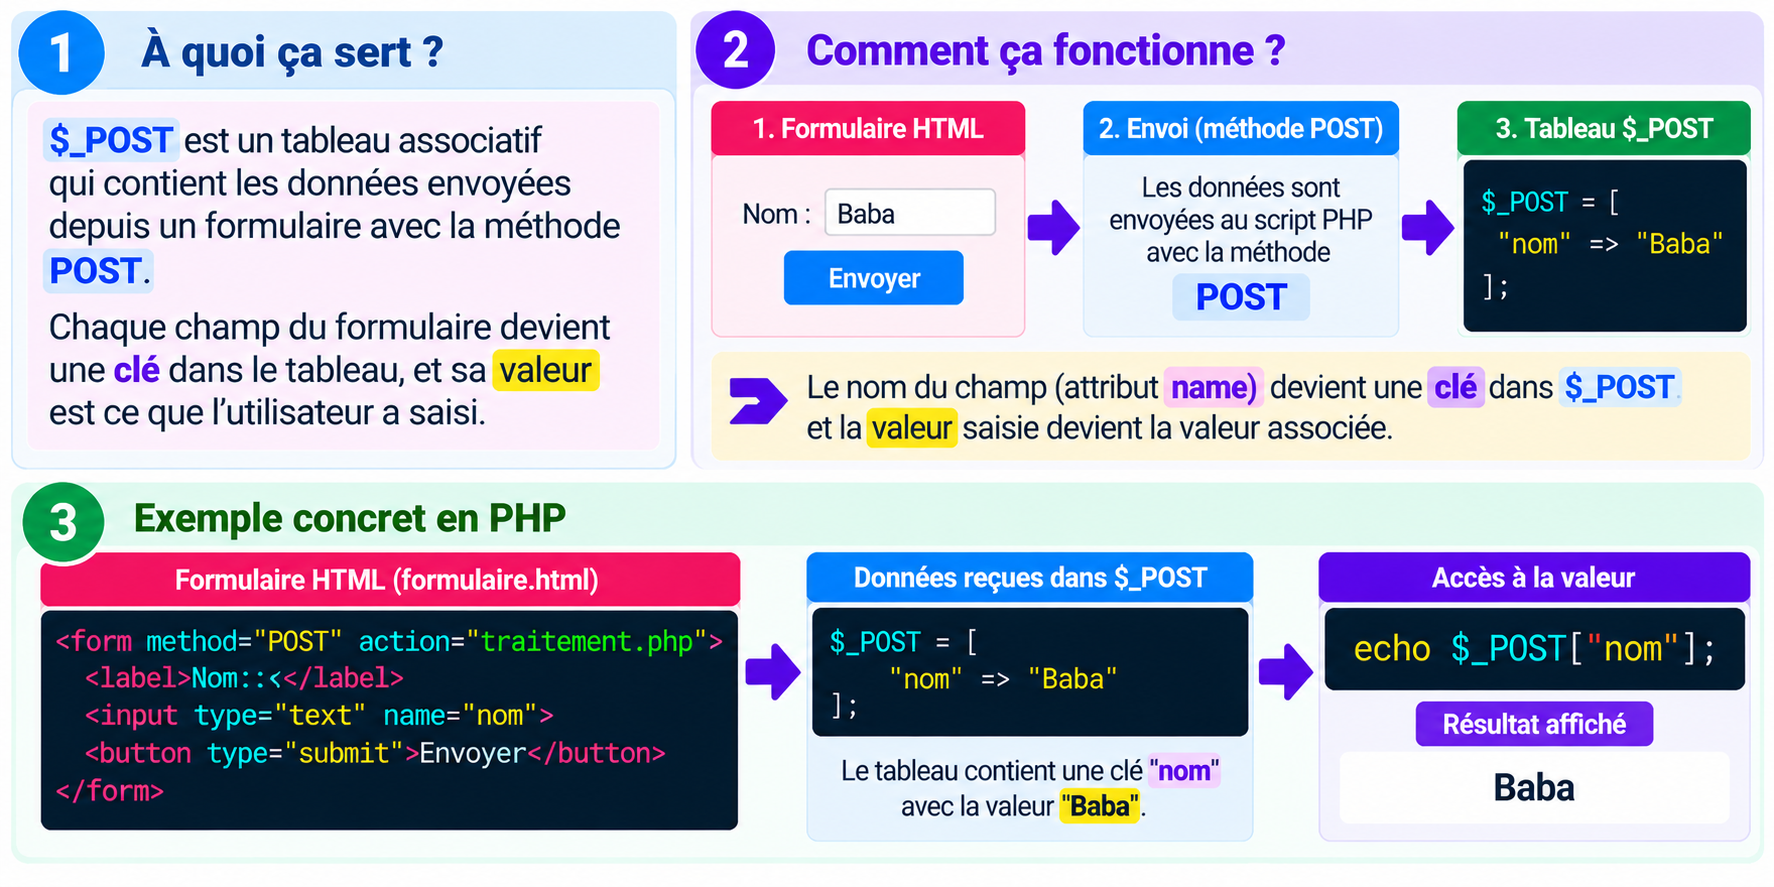 1 À quoi ça sert ?
$_POST est un tableau associatif
qui contient les données envoyées
depuis un formulaire avec la méthode
POST.
Chaque champ du formulaire devient
une clé dans le tableau, et sa valeur
est ce que l’utilisateur a saisi.
2 Comment ça fonctionne ?
1. Formulaire HTML
Nom : Baba
Envoyer
2. Envoi (méthode POST)
Les données sont
envoyées au script PHP
avec la méthode
POST
3. Tableau $_POST
$_POST = [
"nom" => "Baba"
];
Le nom du champ (attribut name) devient une clé dans $_POST.
et la valeur saisie devient la valeur associée.
3 Exemple concret en PHP
Formulaire HTML (formulaire.html)
<form method="POST" action="traitement.php">
<label>Nom::<</label>
<input type="text" name="nom">
<button type="submit">Envoyer</button>
</form>
Données reçues dans $_POST
$_POST = [
"nom" => "Baba"
];
Le tableau contient une clé "nom"
avec la valeur "Baba".
Accès à la valeur
echo $_POST["nom"];
Résultat affiché
Baba